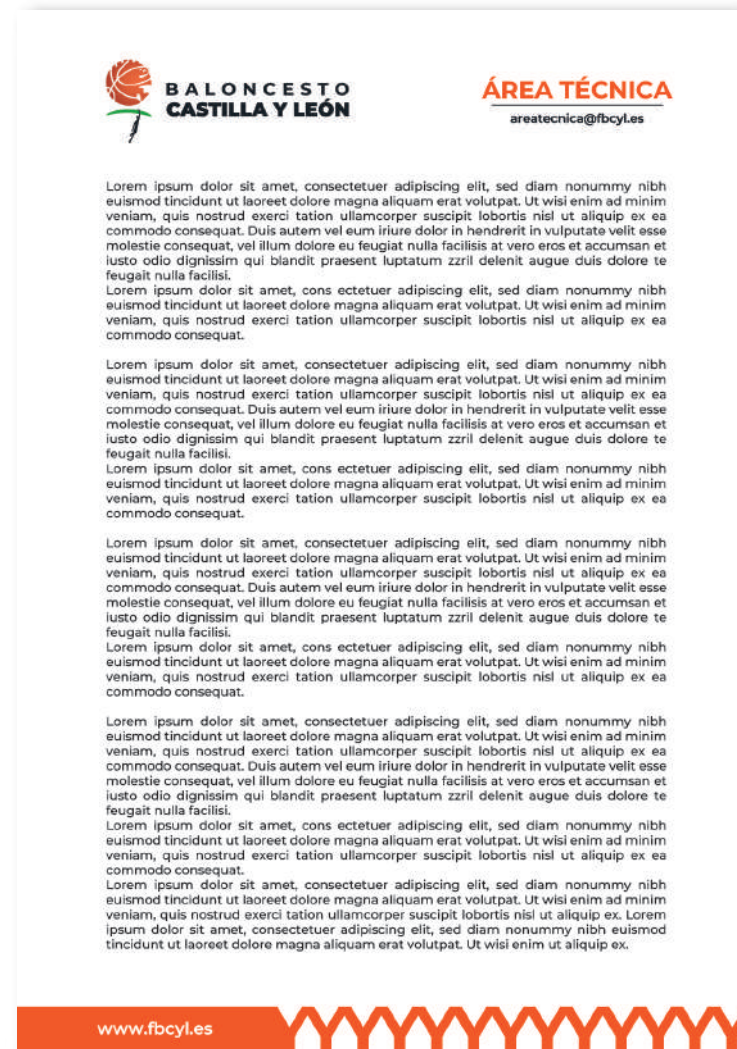 BALONCESTO
CASTILLA Y LEÓN
ÁREA TÉCNICA
areatecnica@fbcyl.es
Lorem ipsum dolor sit amet, consectetuer adipiscing elit, sed diam nonummy nibh
euismod tincidunt ut laoreet dolore magna aliquam erat volutpat. Ut wisi enim ad minim
veniam, quis nostrud exerci tation ullamcorper suscipit lobortis nisl ut aliquip ex ea
commodo consequat. Duis autem vel eum iriure dolor in hendrerit in vulputate velit esse
molestie consequat, vel illum dolore eu feugiat nulla facilisis at vero eros et accumsan et
iusto odio dignissim qui blandit praesent luptatum zzril delenit augue duis dolore te
feugait nulla facilisi.
Lorem ipsum dolor sit amet, cons ectetuer adipiscing elit, sed diam nonummy nibh
euismod tincidunt ut laoreet dolore magna aliquam erat volutpat. Ut wisi enim ad minim
veniam, quis nostrud exerci tation ullamcorper suscipit lobortis nisl ut aliquip ex ea
commodo consequat.
Lorem ipsum dolor sit amet, consectetuer adipiscing elit, sed diam nonummy nibh
euismod tincidunt ut laoreet dolore magna aliquam erat volutpat. Ut wisi enim ad minim
veniam, quis nostrud exerci tation ullamcorper suscipit lobortis nisl ut aliquip ex ea
commodo consequat. Duis autem vel eum iriure dolor in hendrerit in vulputate velit esse
molestie consequat, vel illum dolore eu feugiat nulla facilisis at vero eros et accumsan et
iusto odio dignissim qui blandit praesent luptatum zzril delenit augue duis dolore te
feugait nulla facilisi.
Lorem ipsum dolor sit amet, cons ectetuer adipiscing elit, sed diam nonummy nibh
euismod tincidunt ut laoreet dolore magna aliquam erat volutpat. Ut wisi enim ad minim
veniam, quis nostrud exerci tation ullamcorper suscipit lobortis nisl ut aliquip ex ea
commodo consequat.
Lorem ipsum dolor sit amet, consectetuer adipiscing elit, sed diam nonummy nibh
euismod tincidunt ut laoreet dolore magna aliquam erat volutpat. Ut wisi enim ad minim
veniam, quis nostrud exerci tation ullamcorper suscipit lobortis nisl ut aliquip ex ea
commodo consequat. Duis autem vel eum iriure dolor in hendrerit in vulputate velit esse
molestie consequat, vel illum dolore eu feugiat nulla facilisis at vero eros et accumsan et
iusto odio dignissim qui blandit praesent luptatum zzril delenit augue duis dolore te
feugait nulla facilisi.
Lorem ipsum dolor sit amet, cons ectetuer adipiscing elit, sed diam nonummy nibh
euismod tincidunt ut laoreet dolore magna aliquam erat volutpat. Ut wisi enim ad minim
veniam, quis nostrud exerci tation ullamcorper suscipit lobortis nisl ut aliquip ex ea
commodo consequat.
Lorem ipsum dolor sit amet, consectetuer adipiscing elit, sed diam nonummy nibh
euismod tincidunt ut laoreet dolore magna aliquam erat volutpat. Ut wisi enim ad minim
veniam, quis nostrud exerci tation ullamcorper suscipit lobortis nisl ut aliquip ex ea
commodo consequat. Duis autem vel eum iriure dolor in hendrerit in vulputate velit esse
molestie consequat, vel illum dolore eu feugiat nulla facilisis at vero eros et accumsan et
iusto odio dignissim qui blandit praesent luptatum zzril delenit augue duis dolore te
feugait nulla facilisi.
Lorem ipsum dolor sit amet, cons ectetuer adipiscing elit, sed diam nonummy nibh
euismod tincidunt ut laoreet dolore magna aliquam erat volutpat. Ut wisi enim ad minim
veniam, quis nostrud exerci tation ullamcorper suscipit lobortis nisl ut aliquip ex ea
commodo consequat.
Lorem ipsum dolor sit amet, consectetuer adipiscing elit, sed diam nonummy nibh
euismod tincidunt ut laoreet dolore magna aliquam erat volutpat. Ut wisi enim ad minim
veniam, quis nostrud exerci tation ullamcorper suscipit lobortis nisl ut aliquip ex. Lorem
ipsum dolor sit amet, consectetuer adipiscing elit, sed diam nonummy nibh euismod
tincidunt ut laoreet dolore magna aliquam erat volutpat. Ut wisi enim ut aliquip ex.
www.fbcyl.es